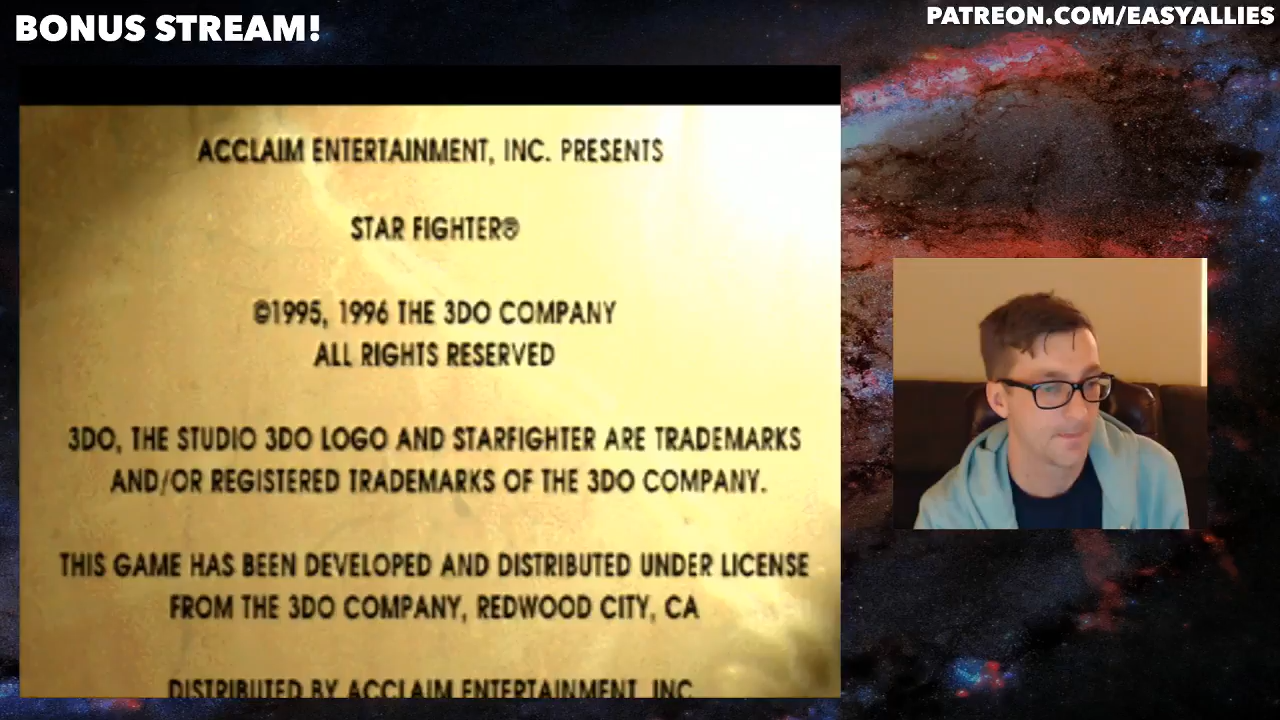 BONUS STREAM!
PATREON.COM/EASYALLIES
ACCLAIM ENTERTAINMENT, INC. PRESENTS
STAR FIGHTER®
©1995, 1996 THE 3DO COMPANY
ALL RIGHTS RESERVED
3DO, THE STUDIO 3DO LOGO AND STARFIGHTER ARE TRADEMARKS
AND/OR REGISTERED TRADEMARKS OF THE 3DO COMPANY.
THIS GAME HAS BEEN DEVELOPED AND DISTRIBUTED UNDER LICENSE
FROM THE 3DO COMPANY, REDWOOD CITY, CA
DISTRIBUTED BY ACCLAIM ENTERTAINMENT, INC